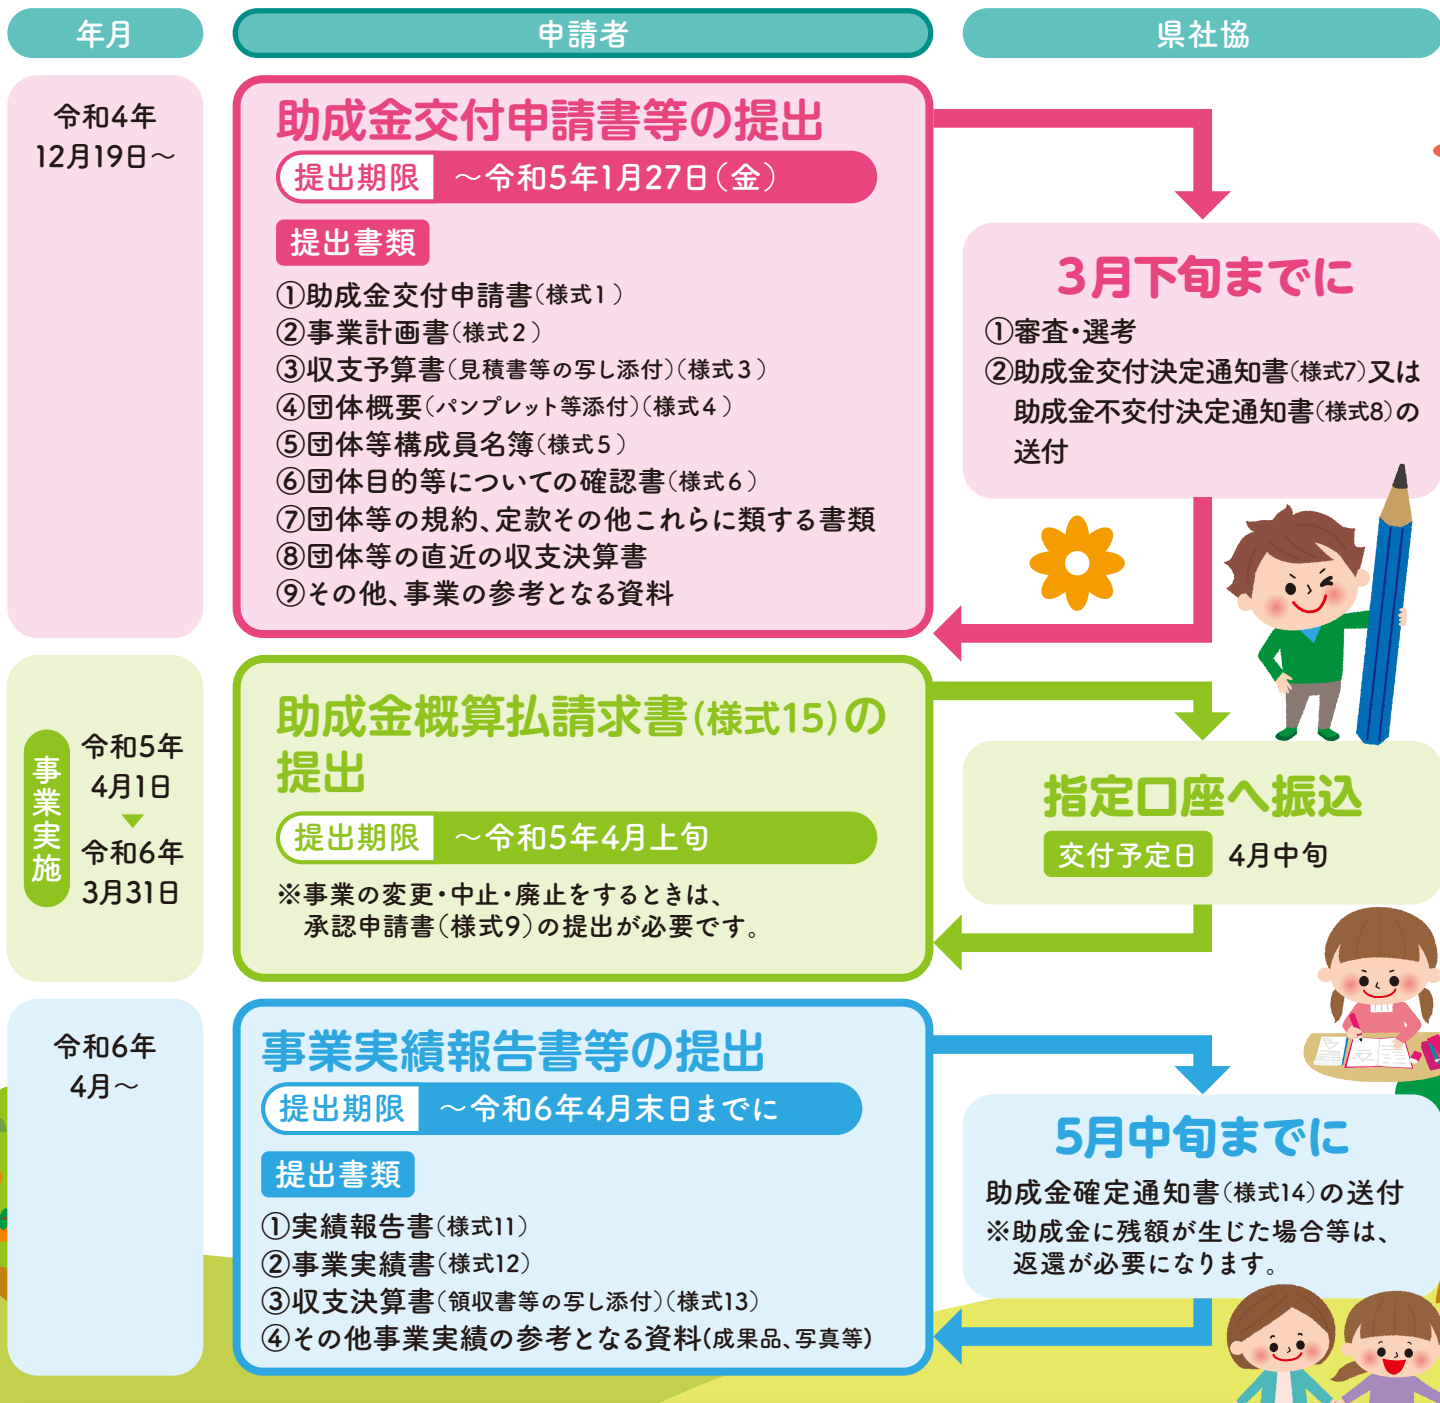 年月
申請者
県社協
令和4年
12月19日～
助成金交付申請書等の提出
提出期限 ～令和5年1月27日（金）
提出書類
①助成金交付申請書（様式1）
②事業計画書（様式2）
③収支予算書（見積書等の写し添付）（様式3）
④団体概要（パンフレット等添付）（様式4）
⑤団体等構成員名簿（様式5）
⑥団体目的等についての確認書（様式6）
⑦団体等の規約、定款その他これらに類する書類
⑧団体等の直近の収支決算書
⑨その他、事業の参考となる資料
3月下旬までに
①審査・選考
②助成金交付決定通知書（様式7）又は
助成金不交付決定通知書（様式8）の
送付
事業実施
令和5年
4月1日
令和6年
3月31日
助成金概算払請求書（様式15）の
提出
提出期限 ～令和5年4月上旬
※事業の変更・中止・廃止をするときは、
承認申請書（様式9）の提出が必要です。
指定口座へ振込
交付予定日 4月中旬
令和6年
4月～
事業実績報告書等の提出
提出期限 ～令和6年4月末日までに
提出書類
①実績報告書（様式11）
②事業実績書（様式12）
③収支決算書（領収書等の写し添付）（様式13）
④その他事業実績の参考となる資料（成果品、写真等）
5月中旬までに
助成金確定通知書（様式14）の送付
※助成金に残額が生じた場合等は、
返還が必要になります。